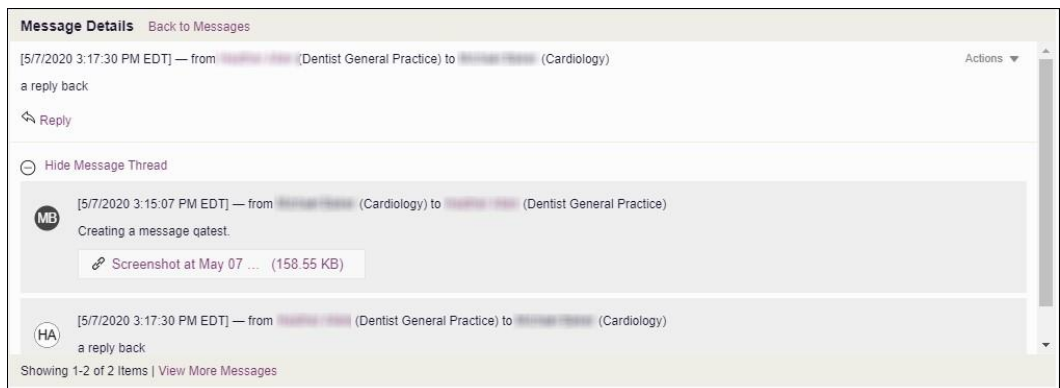 Message Details Back to Messages
[5/7/2020 3:17:30 PM EDT] — from (Dentist General Practice) to (Cardiology)
Actions
a reply back
Reply
Hide Message Thread
MB
[5/7/2020 3:15:07 PM EDT] — from (Cardiology) to (Dentist General Practice)
Creating a message qatest.
Screenshot at May 07 ... (158.55 KB)
HA
[5/7/2020 3:17:30 PM EDT] — from (Dentist General Practice) to (Cardiology)
a reply back
Showing 1-2 of 2 Items | View More Messages